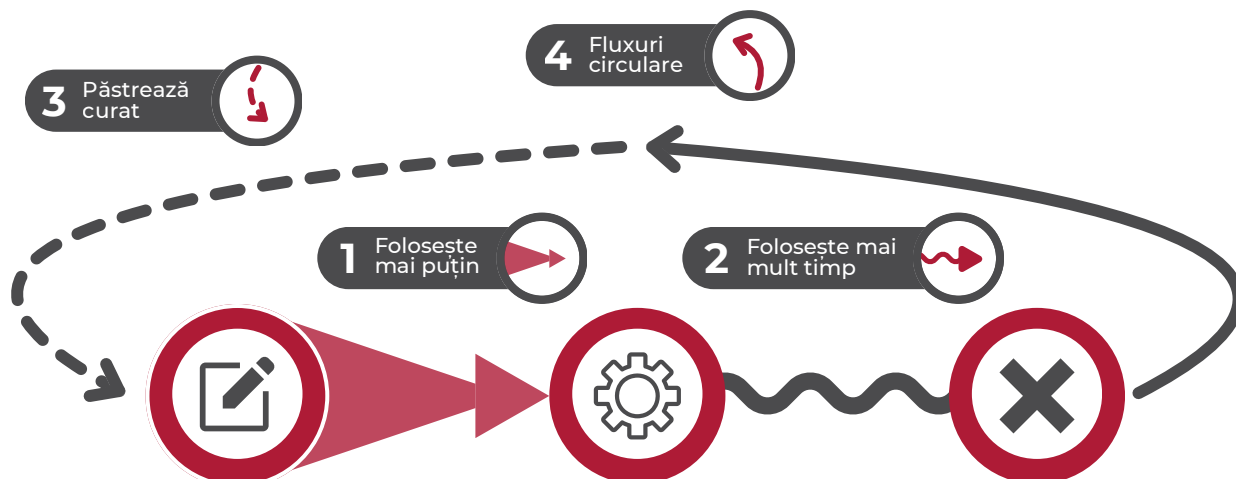 4 Fluxuri
circulare
3 Păstrează
curat
1 Folosește
mai puțin
2 Folosește mai
mult timp